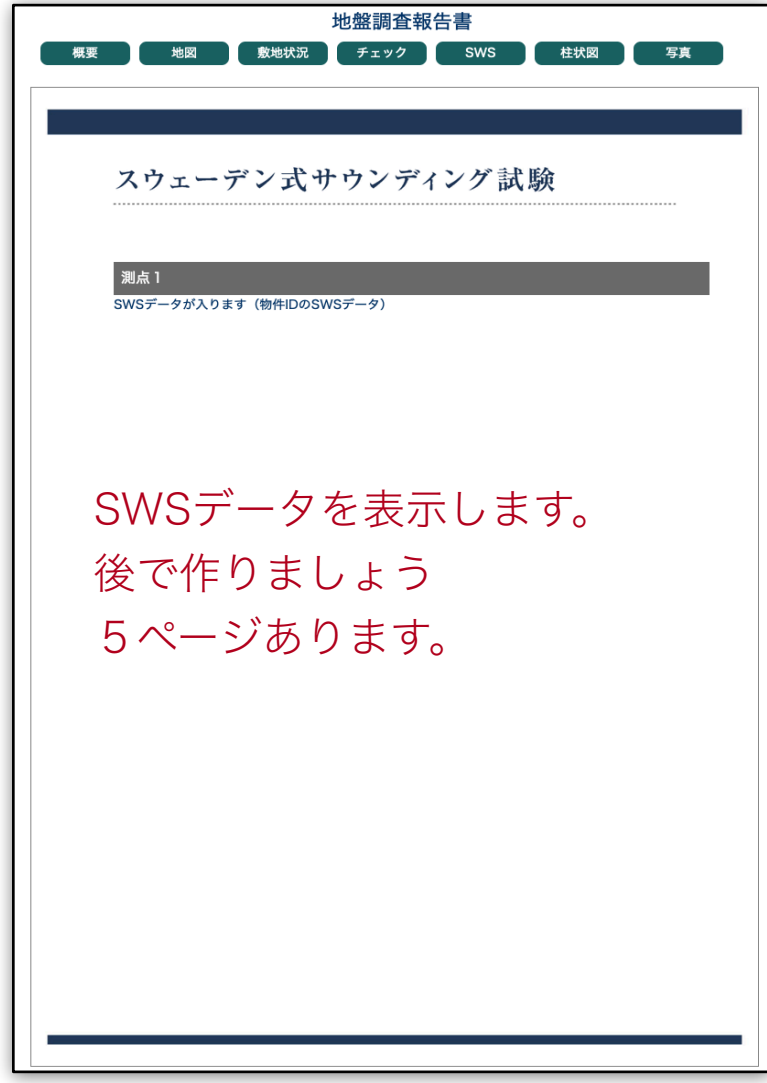 地盤調査報告書
概要 地図 敷地状況 チェック SWS 柱状図 写真
スウェーデン式サウンディング試験
測点１
SWSデータが入ります（物件IDのSWSデータ）
SWSデータを表示します。
後で作りましょう
５ページあります。